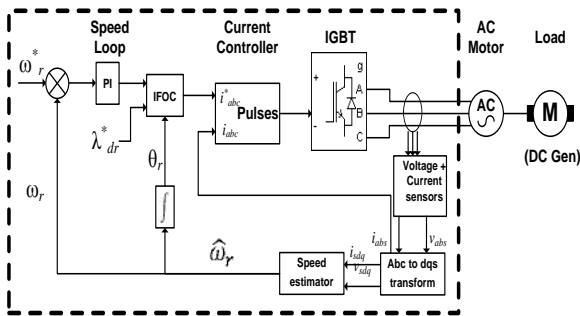 Speed
Loop
Current
Controller
IGBT
AC
Motor
Load
ω*r
PI
IFOC
i*abc
iabc
Pulses
g
+
-
A
B
C
AC
M
(DC Gen)
λ*dr
θr
ωr
∫
Voltage +
Current
sensors
iabs
vabs
ω̂r
Speed
estimator
isdq
vsdq
Abc to dqs
transform